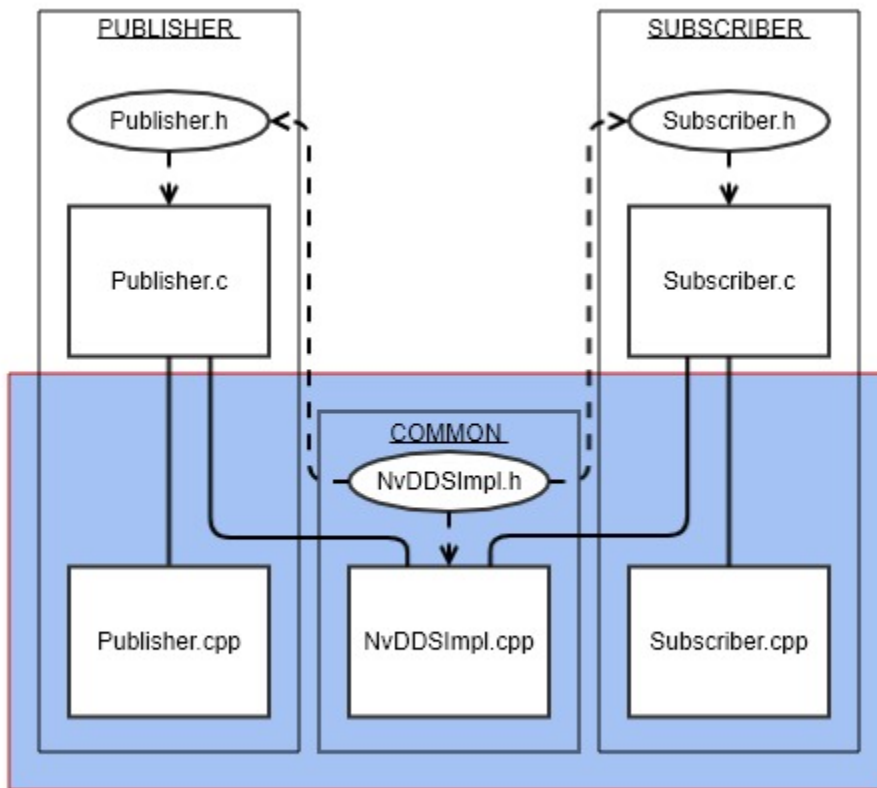 PUBLISHER
SUBSCRIBER
Publisher.h
Subscriber.h
Publisher.c
Subscriber.c
COMMON
NvDDSImpl.h
Publisher.cpp
NvDDSImpl.cpp
Subscriber.cpp